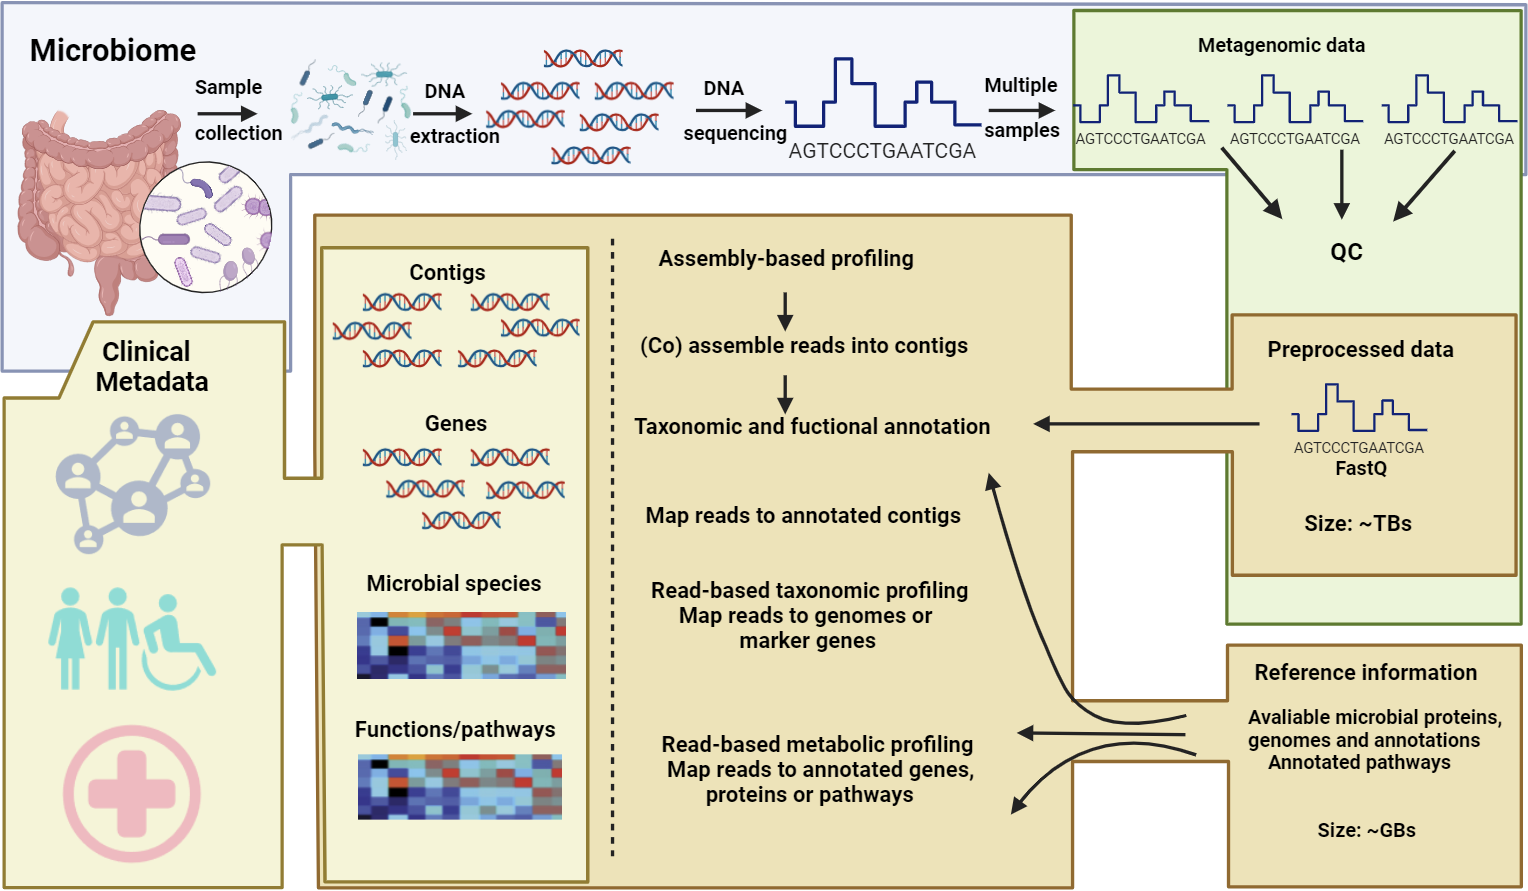 Microbiome
Sample
collection
DNA
extraction
DNA
sequencing
AGTCCCTGAATCGA
Multiple
samples
Metagenomic data
AGTCCCTGAATCGA
AGTCCCTGAATCGA
AGTCCCTGAATCGA
QC
Preprocessed data
AGTCCCTGAATCGA
FastQ
Size: ~TBs
Reference information
Avaliable microbial proteins,
genomes and annotations
Annotated pathways
Size: ~GBs
Assembly-based profiling
(Co) assemble reads into contigs
Taxonomic and fuctional annotation
Map reads to annotated contigs
Read-based taxonomic profiling
Map reads to genomes or
marker genes
Read-based metabolic profiling
Map reads to annotated genes,
proteins or pathways
Contigs
Genes
Microbial species
Functions/pathways
Clinical
Metadata